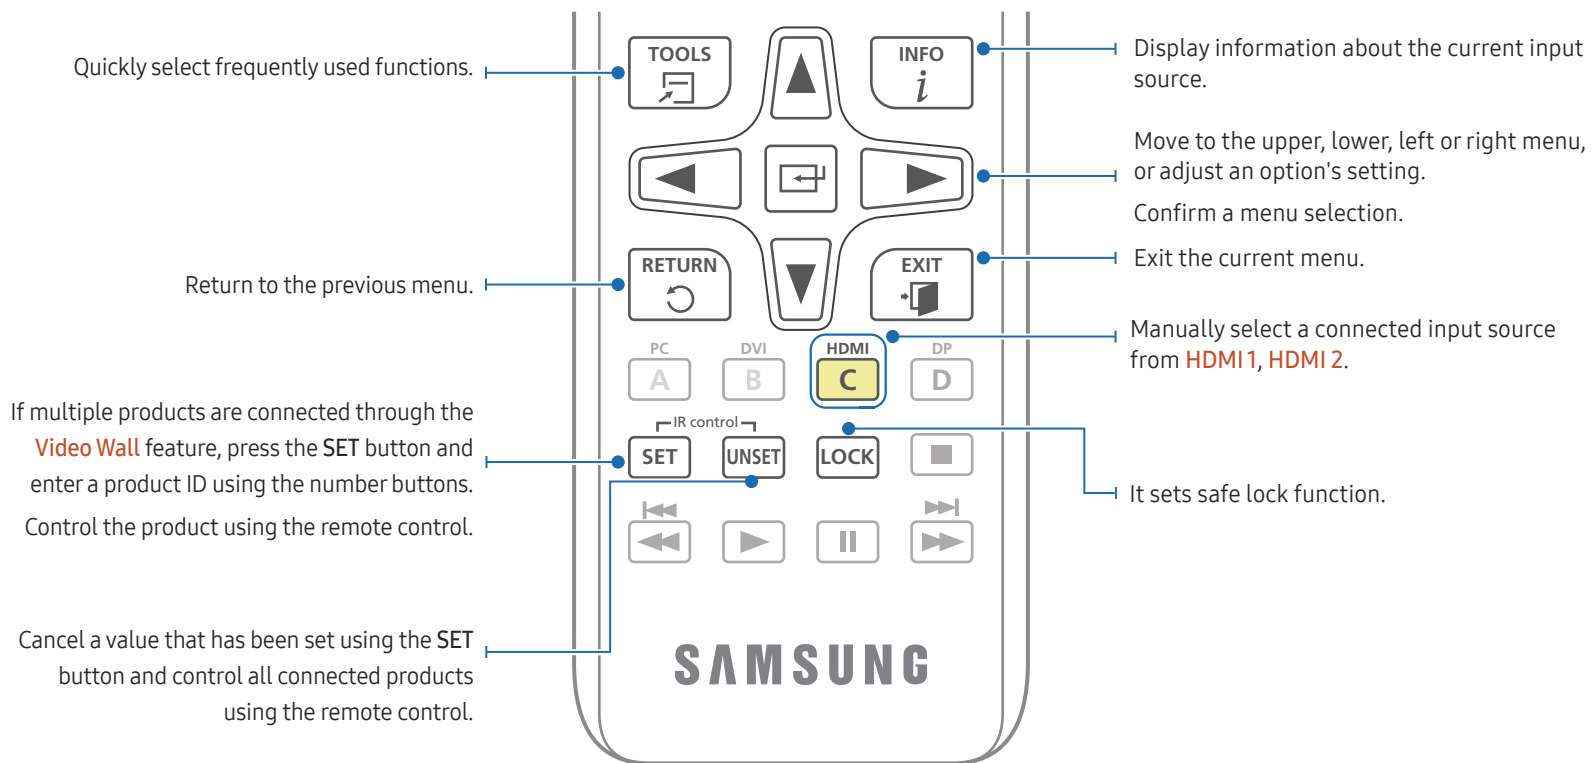 Quickly select frequently used functions.
TOOLS
INFO
i
Display information about the current input
source.
Move to the upper, lower, left or right menu,
or adjust an option's setting.
Confirm a menu selection.
Return to the previous menu.
RETURN
EXIT
Exit the current menu.
PC
DVI
HDMI
DP
A
B
C
D
Manually select a connected input source
from HDMI 1, HDMI 2.
If multiple products are connected through the
Video Wall feature, press the SET button and
enter a product ID using the number buttons.
Control the product using the remote control.
IR control
SET
UNSET
LOCK
It sets safe lock function.
Cancel a value that has been set using the SET
button and control all connected products
using the remote control.
SAMSUNG